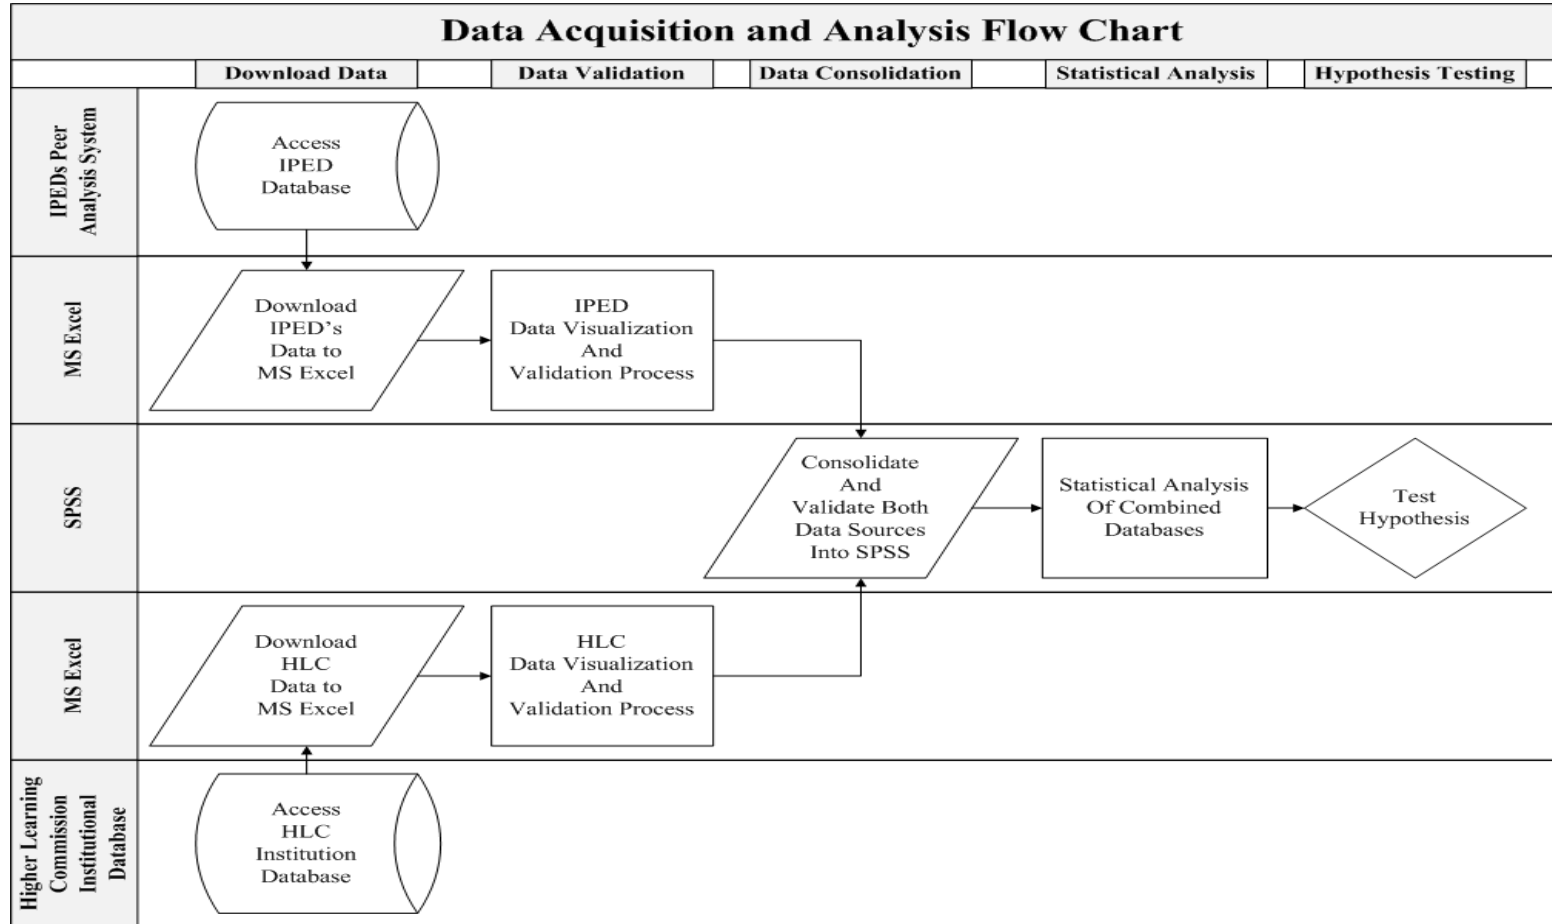 Data Acquisition and Analysis Flow Chart
Download Data
Data Validation
Data Consolidation
Statistical Analysis
Hypothesis Testing
IPEDs Peer
Analysis System
Access
IPED
Database
MS Excel
Download
IPED's
Data to
MS Excel
IPED
Data Visualization
And
Validation Process
SPSS
Consolidate
And
Validate Both
Data Sources
Into SPSS
Statistical Analysis
Of Combined
Databases
Test
Hypothesis
MS Excel
Download
HLC
Data to
MS Excel
HLC
Data Visualization
And
Validation Process
Higher Learning
Commission
Institutional
Database
Access
HLC
Institution
Database